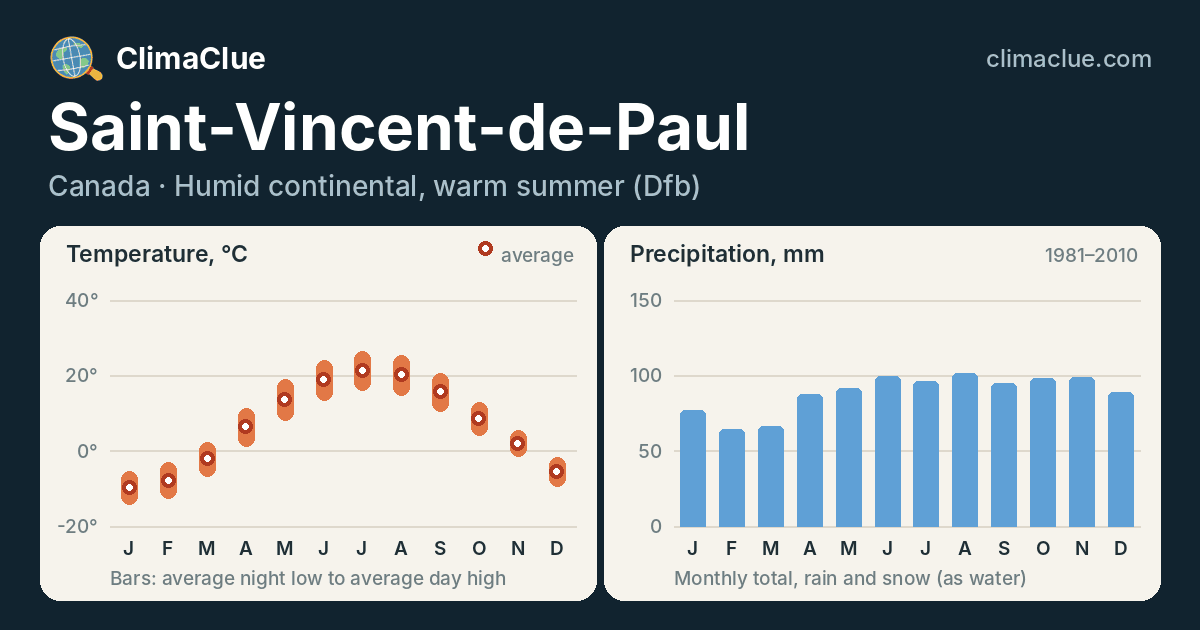 ClimaClue
climaclue.com
Saint-Vincent-de-Paul
Canada · Humid continental, warm summer (Dfb)
Temperature, °C
average
40°
20°
0°
-20°
J F M A M J J A S O N D
Bars: average night low to average day high
Precipitation, mm
1981–2010
150
100
50
0
J F M A M J J A S O N D
Monthly total, rain and snow (as water)